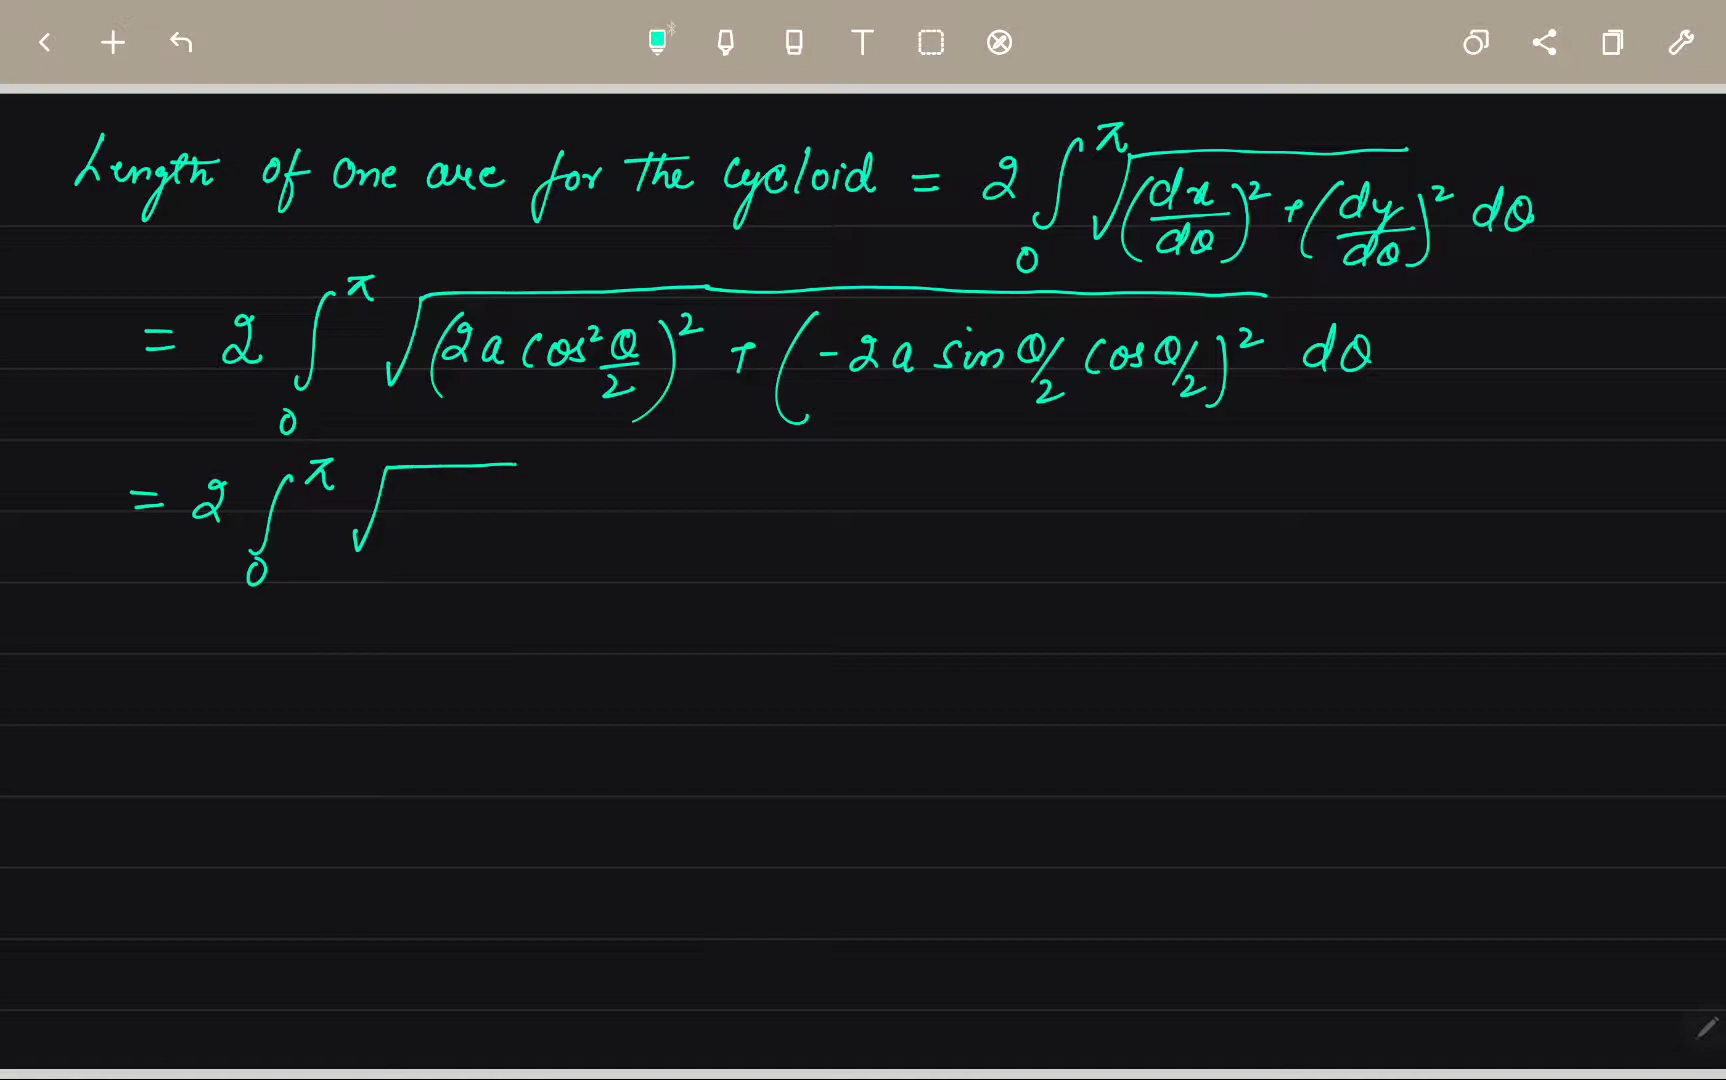 Length of one arc for the cycloid = 2 ∫₀^π √((dx/dθ)² + (dy/dθ)²) dθ
= 2 ∫₀^π √((2a cos² θ/2)² + (-2a sin θ/2 cos θ/2)²) dθ
= 2 ∫₀^π √